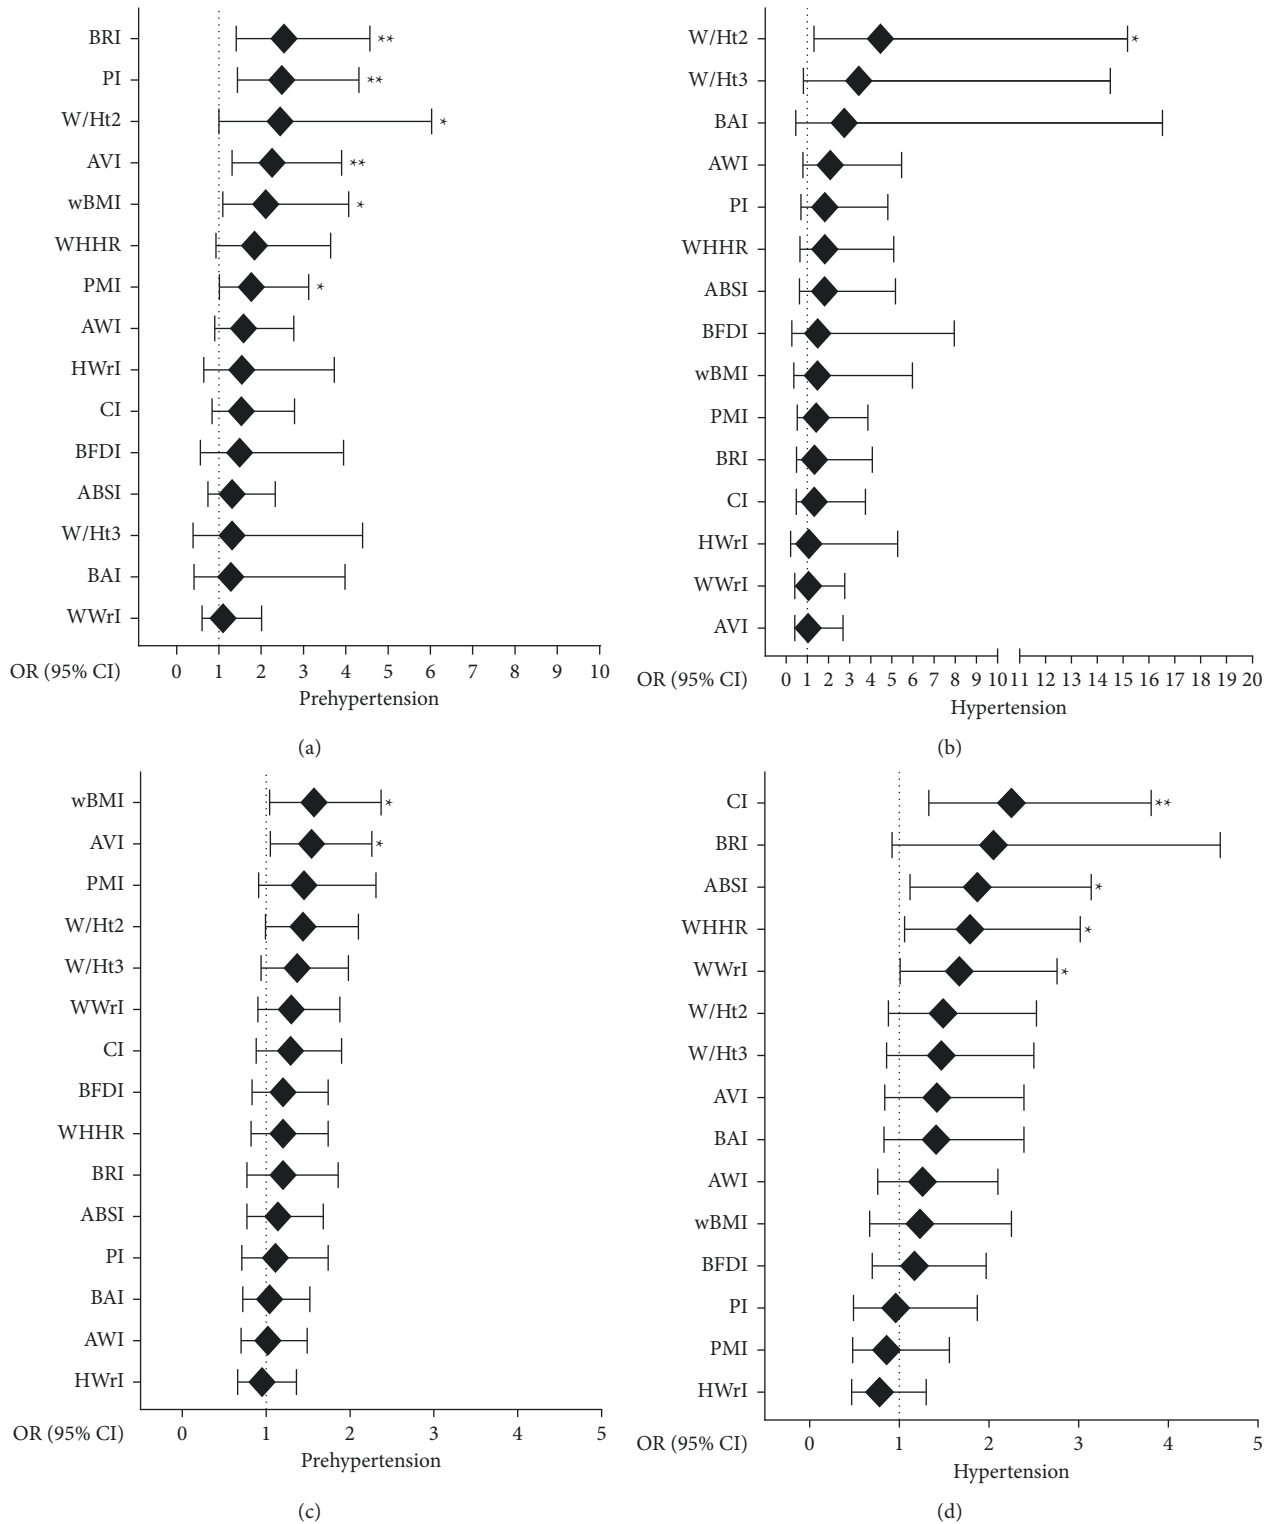 BRI **
PI **
W/Ht2 *
AVI **
wBMI *
WHHR
PMI *
AWI
HWrI
CI
BFDI
ABSI
W/Ht3
BAI
WWrI
0 1 2 3 4 5 6 7 8 9 10
OR (95% CI)
Prehypertension
(a)
W/Ht2 *
W/Ht3
BAI
AWI
PI
WHHR
ABSI
BFDI
wBMI
PMI
BRI
CI
HWrI
WWrI
AVI
0 1 2 3 4 5 6 7 8 9 10 11 12 13 14 15 16 17 18 19 20
OR (95% CI)
Hypertension
(b)
wBMI *
AVI *
PMI
W/Ht2
W/Ht3
WWrI
CI
BFDI
WHHR
BRI
ABSI
PI
BAI
AWI
HWrI
0 1 2 3 4 5
OR (95% CI)
Prehypertension
(c)
CI **
BRI
ABSI *
WHHR *
WWrI *
W/Ht2
W/Ht3
AVI
BAI
AWI
wBMI
BFDI
PI
PMI
HWrI
0 1 2 3 4 5
OR (95% CI)
Hypertension
(d)